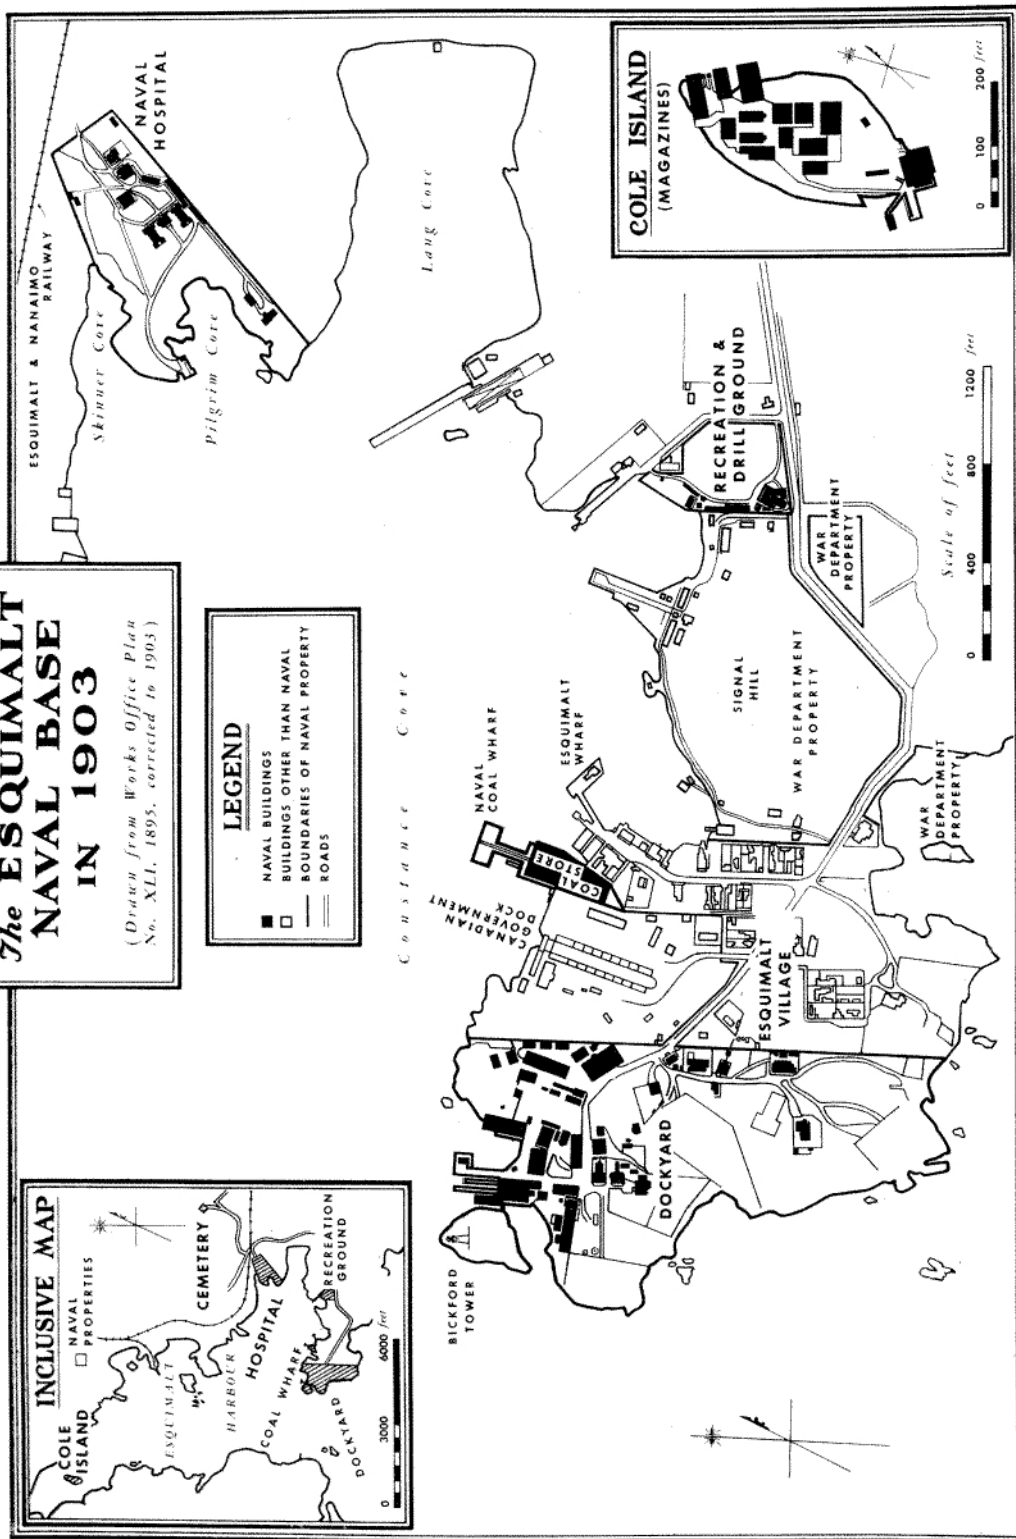 The ESQUIMALT
NAVAL BASE
IN 1903
(Drawn from Works Office Plan
No. XLI, 1895, corrected to 1903)
LEGEND
NAVAL BUILDINGS
BUILDINGS OTHER THAN NAVAL
BOUNDARIES OF NAVAL PROPERTY
ROADS
INCLUSIVE MAP
NAVAL
PROPERTIES
COLE
ISLAND
CEMETERY
ESQUIMALT
HARBOUR
HOSPITAL
COAL WHARF
RECREATION
GROUND
DOCKYARD
0 3000 6000 feet
ESQUIMALT & NANAIMO
RAILWAY
NAVAL
HOSPITAL
Skinner Cove
Pilgrim Cove
Lang Cove
Constance Cove
COLE ISLAND
(MAGAZINES)
0 100 200 feet
BICKFORD
TOWER
DOCKYARD
CANADIAN
GOVERNMENT
DOCK
NAVAL
COAL WHARF
COAL
STORE
ESQUIMALT
WHARF
ESQUIMALT
VILLAGE
SIGNAL
HILL
WAR DEPARTMENT
PROPERTY
RECREATION &
DRILL GROUND
WAR
DEPARTMENT
PROPERTY
WAR
DEPARTMENT
PROPERTY
Scale of feet
0 400 800 1200 feet